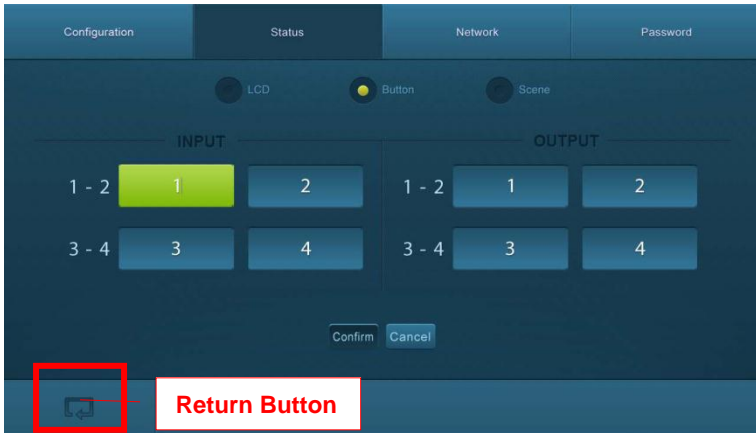 Configuration Status Network Password
LCD Button Scene
INPUT OUTPUT
1 - 2 1 2 1 - 2 1 2
3 - 4 3 4 3 - 4 3 4
Confirm Cancel
Return Button